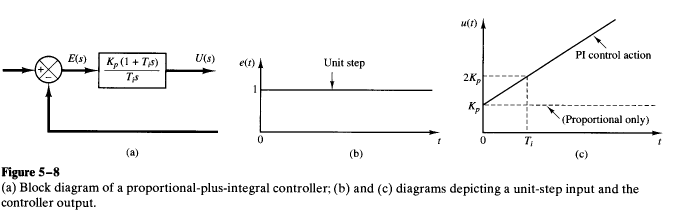 E(s)
K_p (1 + T_i s)
T_i s
U(s)
+
−
(a)
e(t)
Unit step
1
0
t
(b)
u(t)
PI control action
2K_p
K_p
(Proportional only)
0
T_i
t
(c)
Figure 5–8
(a) Block diagram of a proportional-plus-integral controller; (b) and (c) diagrams depicting a unit-step input and the
controller output.